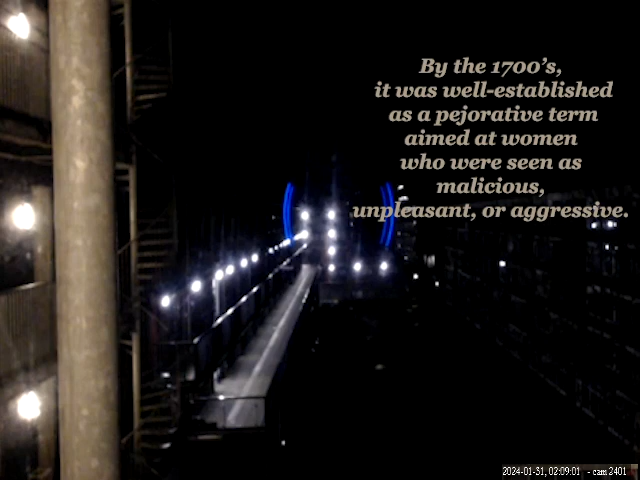 By the 1700’s,
it was well-established
as a pejorative term
aimed at women
who were seen as
malicious,
unpleasant, or aggressive.
2024-01-31, 02:09:01 - cam 2401